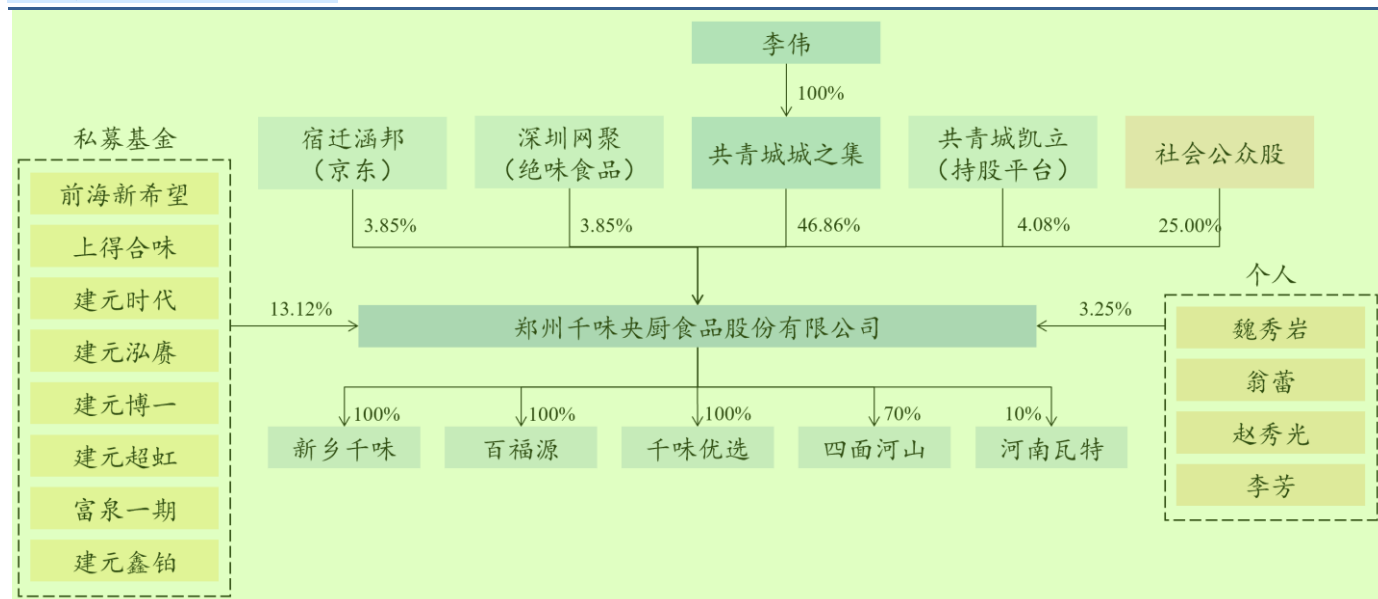 李伟
100%
私募基金
宿迁涵邦
（京东）
深圳网聚
（绝味食品）
共青城城之集
共青城凯立
（持股平台）
社会公众股
前海新希望
上得合味
建元时代
建元泓赓
建元博一
建元超虹
富泉一期
建元鑫铂
3.85%
3.85%
46.86%
4.08%
25.00%
13.12%
郑州千味央厨食品股份有限公司
3.25%
个人
魏秀岩
翁蕾
赵秀光
李芳
100%
100%
100%
70%
10%
新乡千味
百福源
千味优选
四面河山
河南瓦特